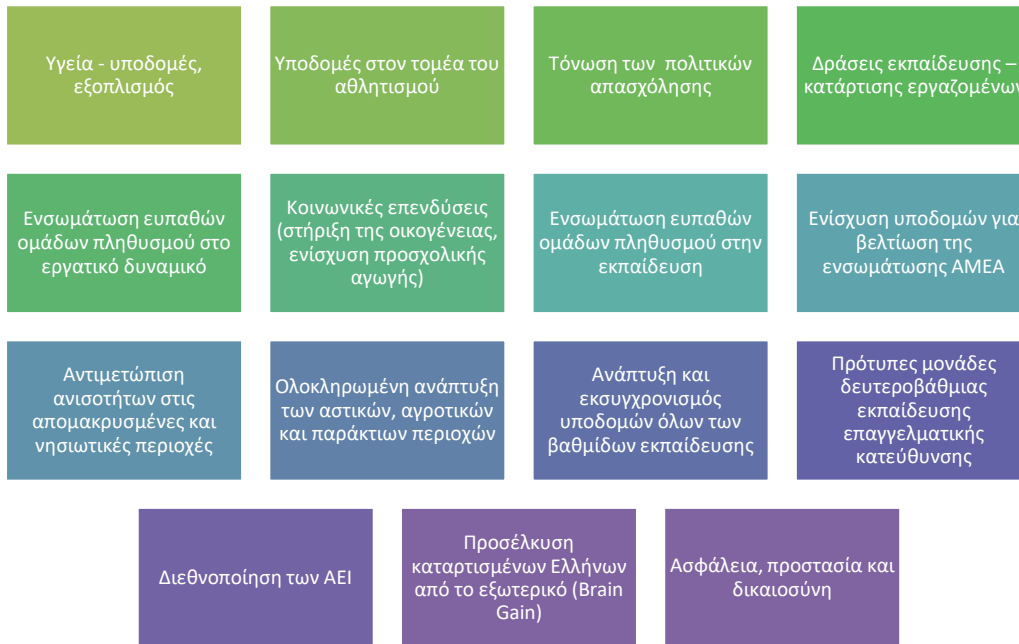 Υγεία - υποδομές,
εξοπλισμός
Υποδομές στον τομέα του
αθλητισμού
Τόνωση των  πολιτικών
απασχόλησης
Δράσεις εκπαίδευσης –
κατάρτισης εργαζομένων
Ενσωμάτωση ευπαθών
ομάδων πληθυσμού στο
εργατικό δυναμικό
Κοινωνικές επενδύσεις
(στήριξη της οικογένειας,
ενίσχυση προσχολικής
αγωγής)
Ενσωμάτωση ευπαθών
ομάδων πληθυσμού στην
εκπαίδευση
Ενίσχυση υποδομών για
βελτίωση της
ενσωμάτωσης ΑΜΕΑ
Αντιμετώπιση
ανισοτήτων στις
απομακρυσμένες και
νησιωτικές περιοχές
Ολοκληρωμένη ανάπτυξη
των αστικών, αγροτικών
και παράκτιων περιοχών
Ανάπτυξη και
εκσυγχρονισμός
υποδομών όλων των
βαθμίδων εκπαίδευσης
Πρότυπες μονάδες
δευτεροβάθμιας
εκπαίδευσης
επαγγελματικής
κατεύθυνσης
Διεθνοποίηση των ΑΕΙ
Προσέλκυση
καταρτισμένων Ελλήνων
από το εξωτερικό (Brain
Gain)
Ασφάλεια, προστασία και
δικαιοσύνη